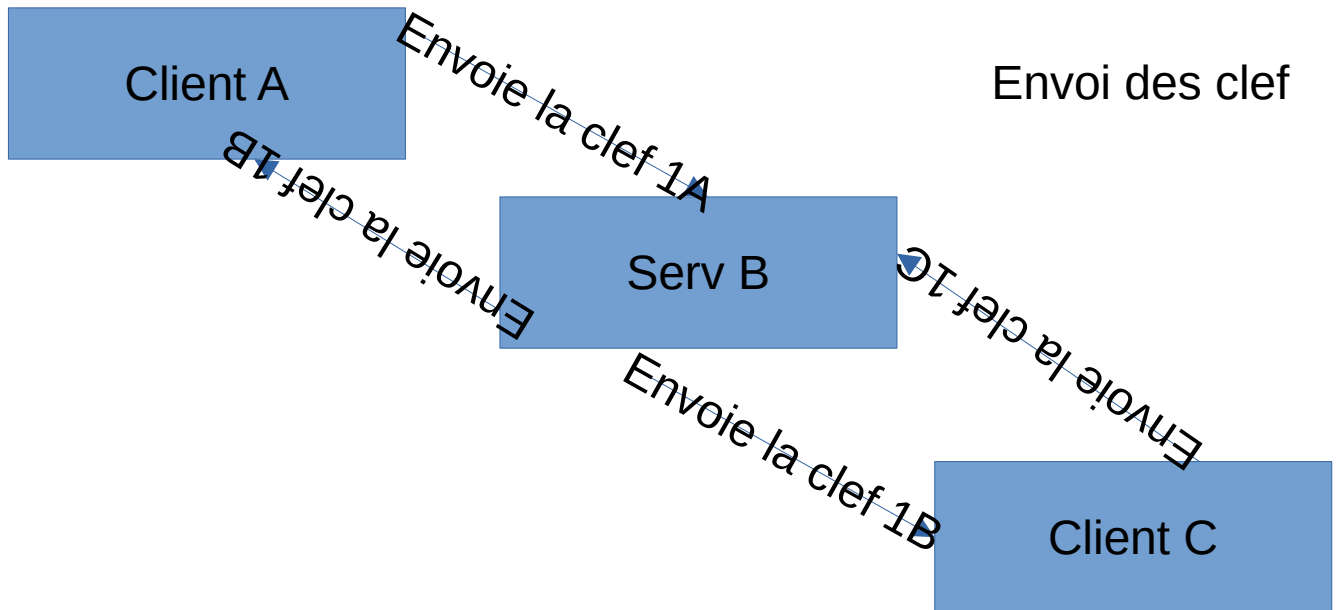 Client A
Envoie la clef 1A
Envoi des clef
Envoie la clef 1B
Serv B
Envoie la clef 1C
Envoie la clef 1B
Client C